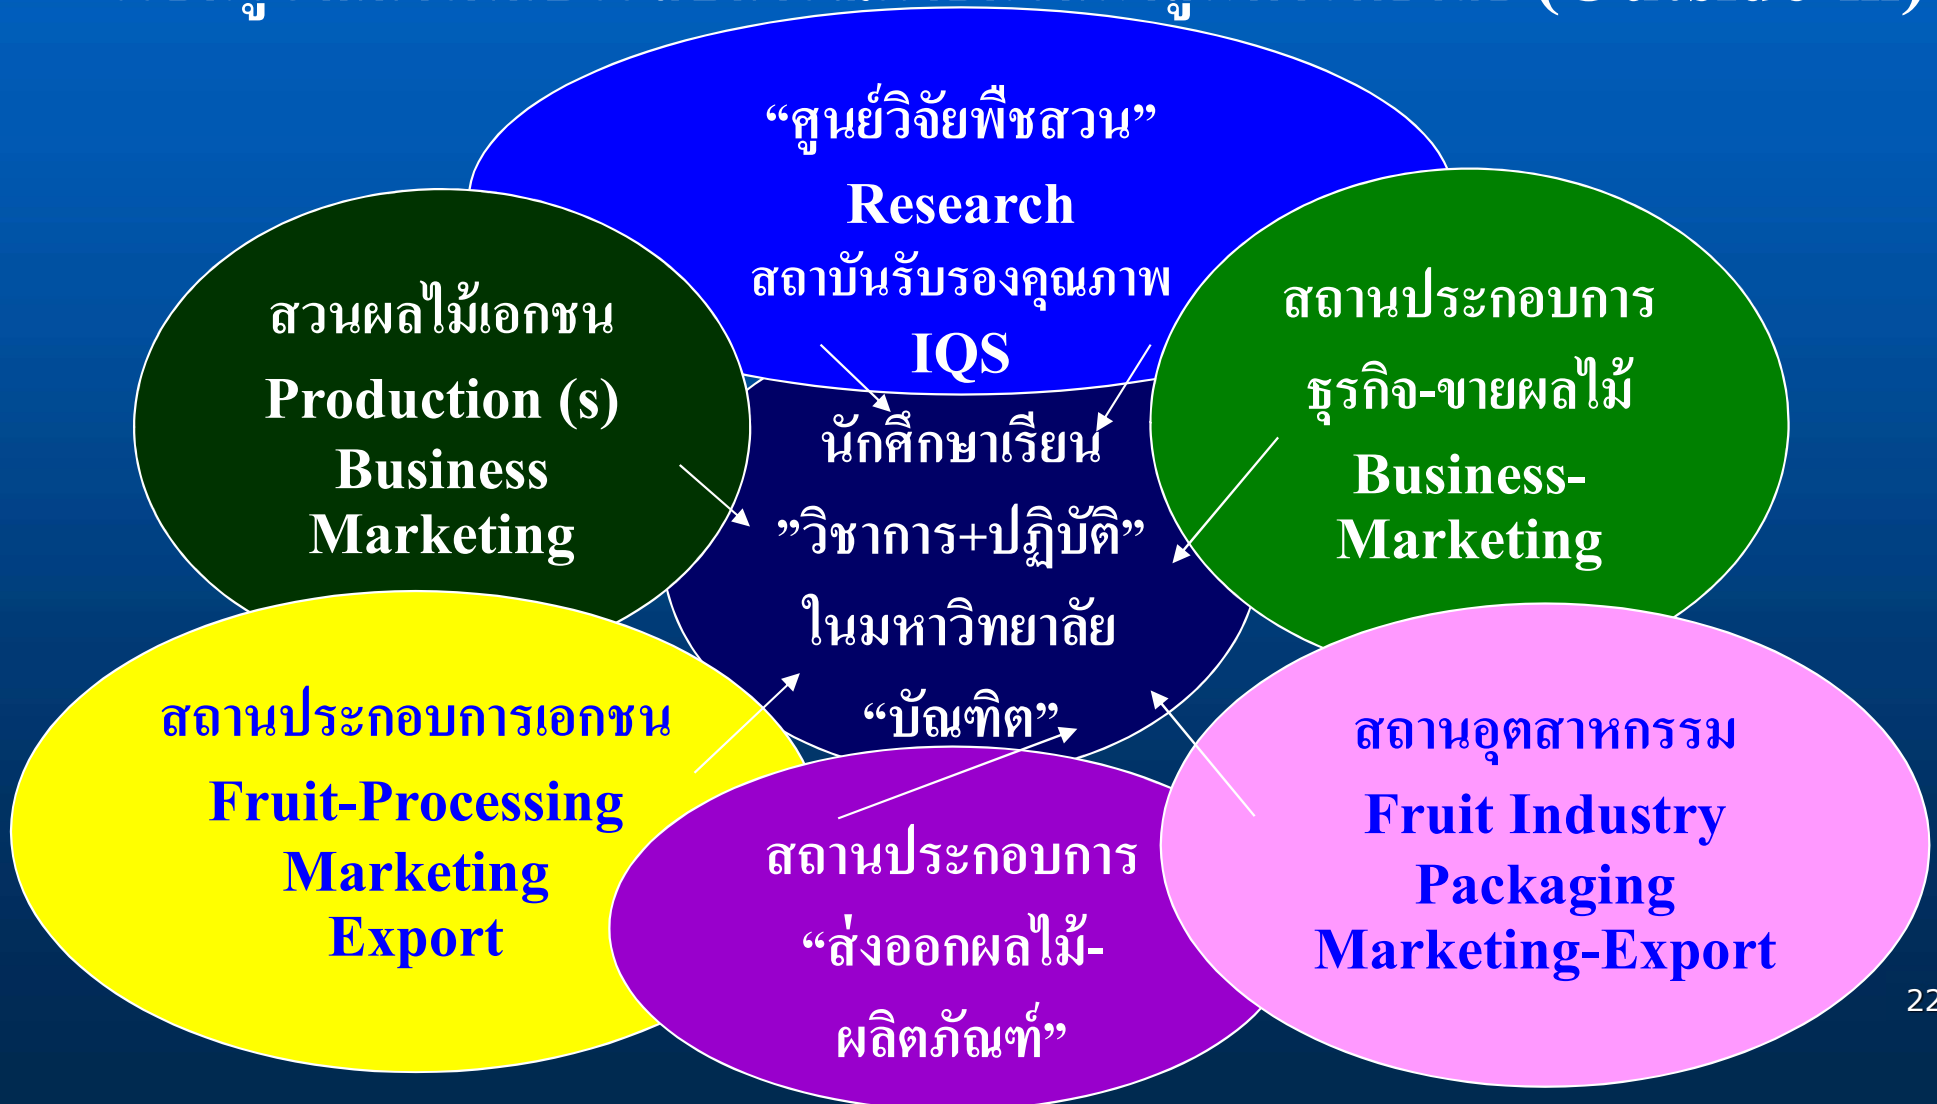 (Outside-in)
“ศูนย์วิจัยพืชสวน”
Research
สถาบันรับรองคุณภาพ
IQS
สวนผลไม้เอกชน
Production (s)
Business
Marketing
สถานประกอบการ
ธุรกิจ-ขายผลไม้
Business-
Marketing
นักศึกษาเรียน
”วิชาการ+ปฏิบัติ”
ในมหาวิทยาลัย
“บัณฑิต”
สถานประกอบการเอกชน
Fruit-Processing
Marketing
Export
สถานประกอบการ
“ส่งออกผลไม้-
ผลิตภัณฑ์”
สถานอุตสาหกรรม
Fruit Industry
Packaging
Marketing-Export
22